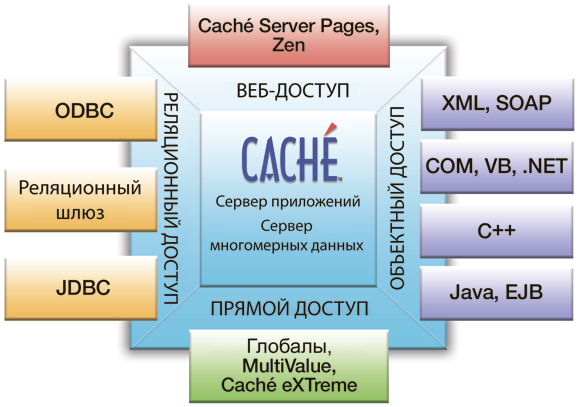 Caché Server Pages,
Zen
ВЕБ-ДОСТУП
ODBC
Реляционный
шлюз
JDBC
РЕЛЯЦИОННЫЙ ДОСТУП
CACHÉ™
Сервер приложений
Сервер
многомерных данных
ОБЪЕКТНЫЙ ДОСТУП
XML, SOAP
COM, VB, .NET
C++
Java, EJB
ПРЯМОЙ ДОСТУП
Глобалы,
MultiValue,
Caché eXTreme